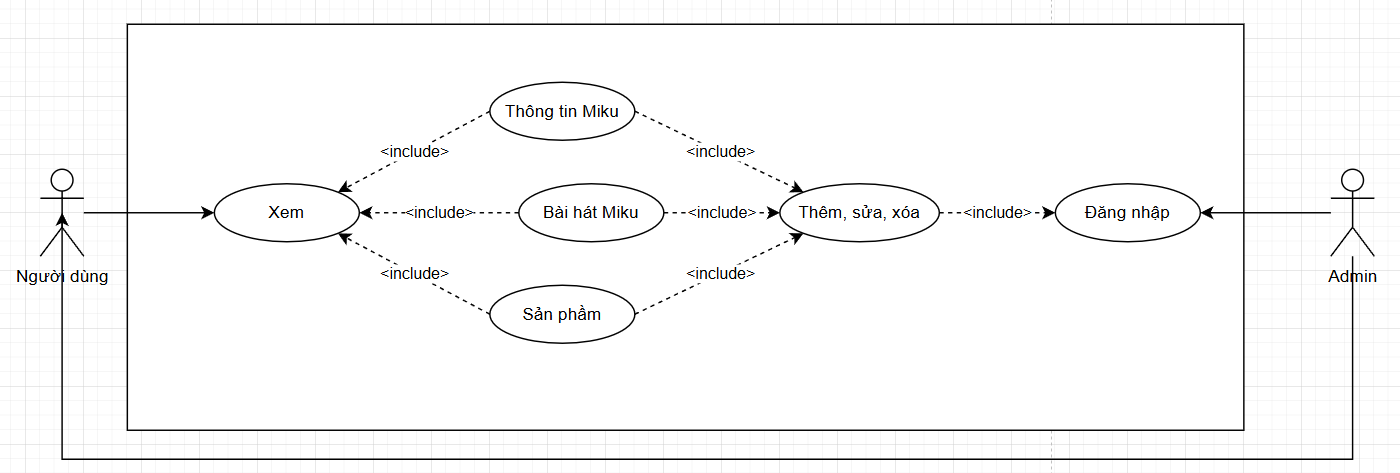 Thông tin Miku
<include>
<include>
Xem
<include>
Bài hát Miku
<include>
Thêm, sửa, xóa
<include>
Đăng nhập
Người dùng
<include>
<include>
Admin
Sản phầm